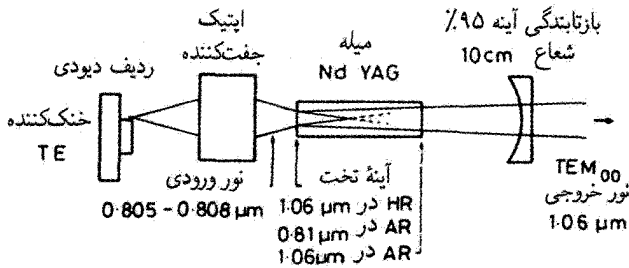 ردیف دیودی
خنک‌کننده
TE
اپتیک
جفت‌کننده
میله
Nd YAG
بازتابندگی آینه ۹۵٪
شعاع
10cm
نور ورودی
0.805 - 0.808 µm
آینهٔ تخت
HR در 1.06 µm
AR در 0.81µm
AR در 1.06µm
TEM₀₀
نور خروجی
1.06 µm